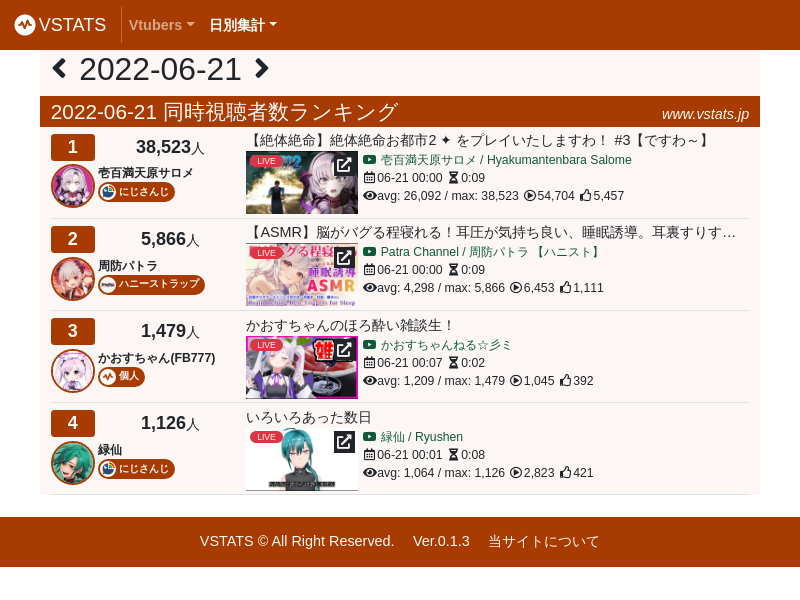 VSTATS Vtubers 日別集計
2022-06-21
2022-06-21 同時視聴者数ランキング www.vstats.jp
1 38,523人
壱百満天原サロメ
にじさんじ
【絶体絶命】絶体絶命お都市2 ✦ をプレイいたしますわ！ #3【ですわ～】
LIVE
壱百満天原サロメ / Hyakumantenbara Salome
06-21 00:00 0:09
avg: 26,092 / max: 38,523 54,704 5,457
2 5,866人
周防パトラ
ハニーストラップ
【ASMR】脳がバグる程寝れる！耳圧が気持ち良い、睡眠誘導。耳裏すりす…
LIVE
睡眠誘導
ASMR
Patra Channel / 周防パトラ 【ハニスト】
06-21 00:00 0:09
avg: 4,298 / max: 5,866 6,453 1,111
3 1,479人
かおすちゃん(FB777)
個人
かおすちゃんのほろ酔い雑談生！
LIVE
雑
かおすちゃんねる☆彡ミ
06-21 00:07 0:02
avg: 1,209 / max: 1,479 1,045 392
4 1,126人
緑仙
にじさんじ
いろいろあった数日
LIVE
緑仙 / Ryushen
06-21 00:01 0:08
avg: 1,064 / max: 1,126 2,823 421
VSTATS © All Right Reserved. Ver.0.1.3 当サイトについて